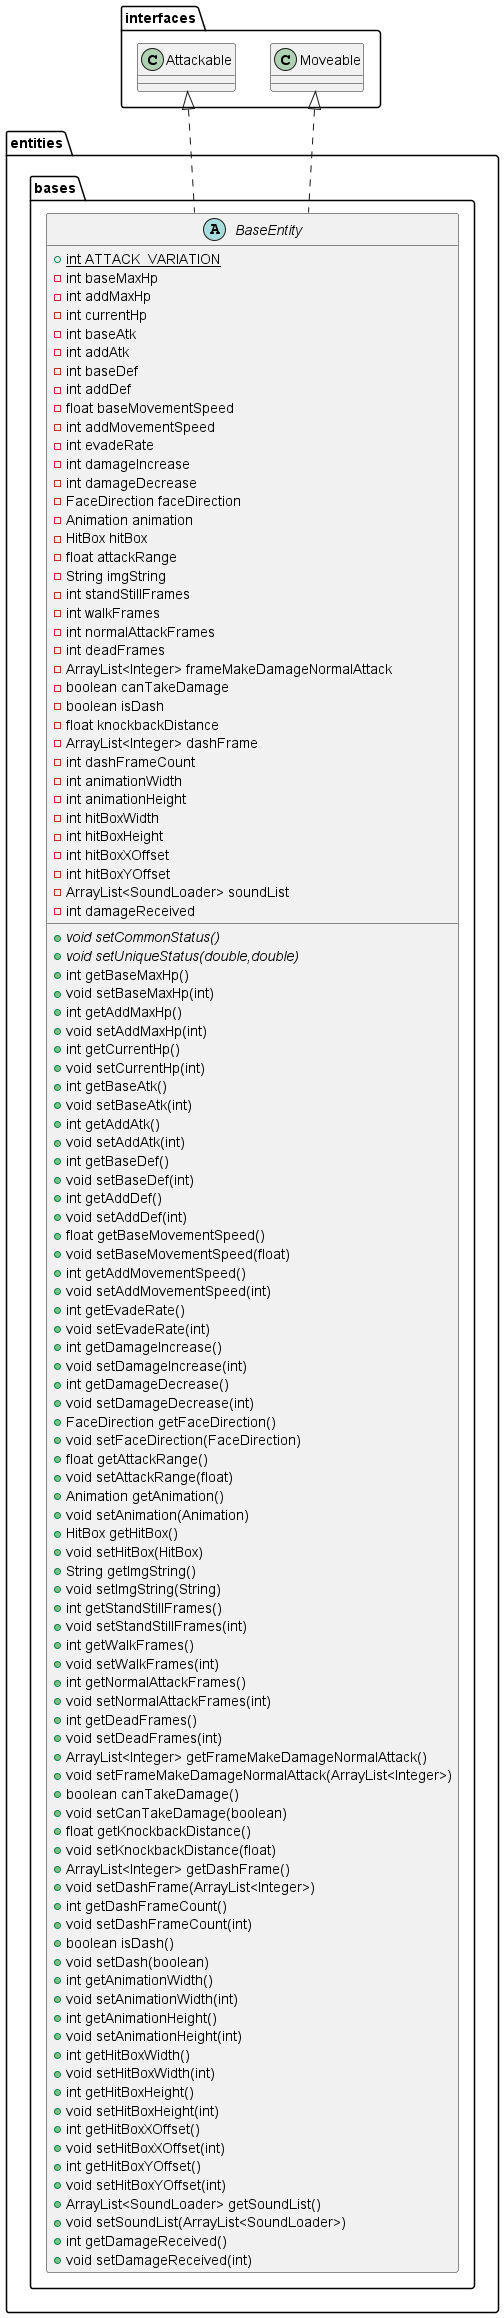 interfaces
C Attackable
C Moveable
entities
bases
A BaseEntity
int ATTACK_VARIATION
int baseMaxHp
int addMaxHp
int currentHp
int baseAtk
int addAtk
int baseDef
int addDef
float baseMovementSpeed
int addMovementSpeed
int evadeRate
int damageIncrease
int damageDecrease
FaceDirection faceDirection
Animation animation
HitBox hitBox
float attackRange
String imgString
int standStillFrames
int walkFrames
int normalAttackFrames
int deadFrames
ArrayList<Integer> frameMakeDamageNormalAttack
boolean canTakeDamage
boolean isDash
float knockbackDistance
ArrayList<Integer> dashFrame
int dashFrameCount
int animationWidth
int animationHeight
int hitBoxWidth
int hitBoxHeight
int hitBoxXOffset
int hitBoxYOffset
ArrayList<SoundLoader> soundList
int damageReceived
void setCommonStatus()
void setUniqueStatus(double,double)
int getBaseMaxHp()
void setBaseMaxHp(int)
int getAddMaxHp()
void setAddMaxHp(int)
int getCurrentHp()
void setCurrentHp(int)
int getBaseAtk()
void setBaseAtk(int)
int getAddAtk()
void setAddAtk(int)
int getBaseDef()
void setBaseDef(int)
int getAddDef()
void setAddDef(int)
float getBaseMovementSpeed()
void setBaseMovementSpeed(float)
int getAddMovementSpeed()
void setAddMovementSpeed(int)
int getEvadeRate()
void setEvadeRate(int)
int getDamageIncrease()
void setDamageIncrease(int)
int getDamageDecrease()
void setDamageDecrease(int)
FaceDirection getFaceDirection()
void setFaceDirection(FaceDirection)
float getAttackRange()
void setAttackRange(float)
Animation getAnimation()
void setAnimation(Animation)
HitBox getHitBox()
void setHitBox(HitBox)
String getImgString()
void setImgString(String)
int getStandStillFrames()
void setStandStillFrames(int)
int getWalkFrames()
void setWalkFrames(int)
int getNormalAttackFrames()
void setNormalAttackFrames(int)
int getDeadFrames()
void setDeadFrames(int)
ArrayList<Integer> getFrameMakeDamageNormalAttack()
void setFrameMakeDamageNormalAttack(ArrayList<Integer>)
boolean canTakeDamage()
void setCanTakeDamage(boolean)
float getKnockbackDistance()
void setKnockbackDistance(float)
ArrayList<Integer> getDashFrame()
void setDashFrame(ArrayList<Integer>)
int getDashFrameCount()
void setDashFrameCount(int)
boolean isDash()
void setDash(boolean)
int getAnimationWidth()
void setAnimationWidth(int)
int getAnimationHeight()
void setAnimationHeight(int)
int getHitBoxWidth()
void setHitBoxWidth(int)
int getHitBoxHeight()
void setHitBoxHeight(int)
int getHitBoxXOffset()
void setHitBoxXOffset(int)
int getHitBoxYOffset()
void setHitBoxYOffset(int)
ArrayList<SoundLoader> getSoundList()
void setSoundList(ArrayList<SoundLoader>)
int getDamageReceived()
void setDamageReceived(int)